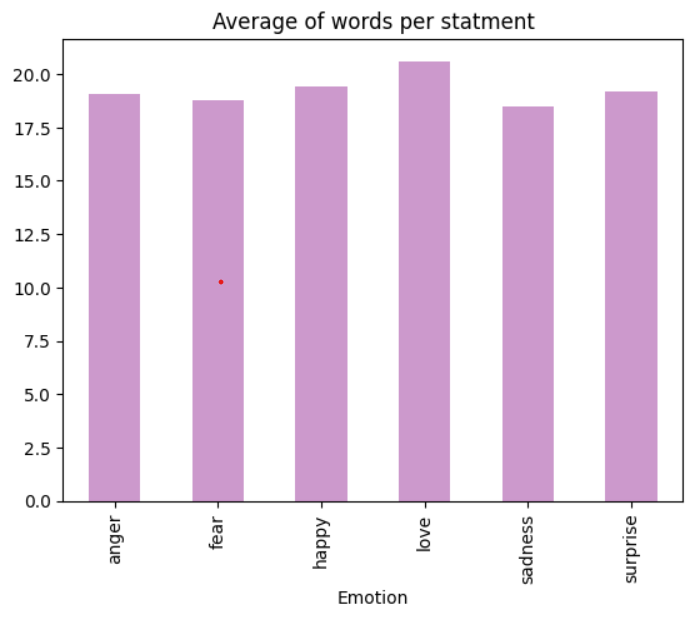 Average of words per statment
20.0
17.5
15.0
12.5
10.0
7.5
5.0
2.5
0.0
anger
fear
happy
love
sadness
surprise
Emotion